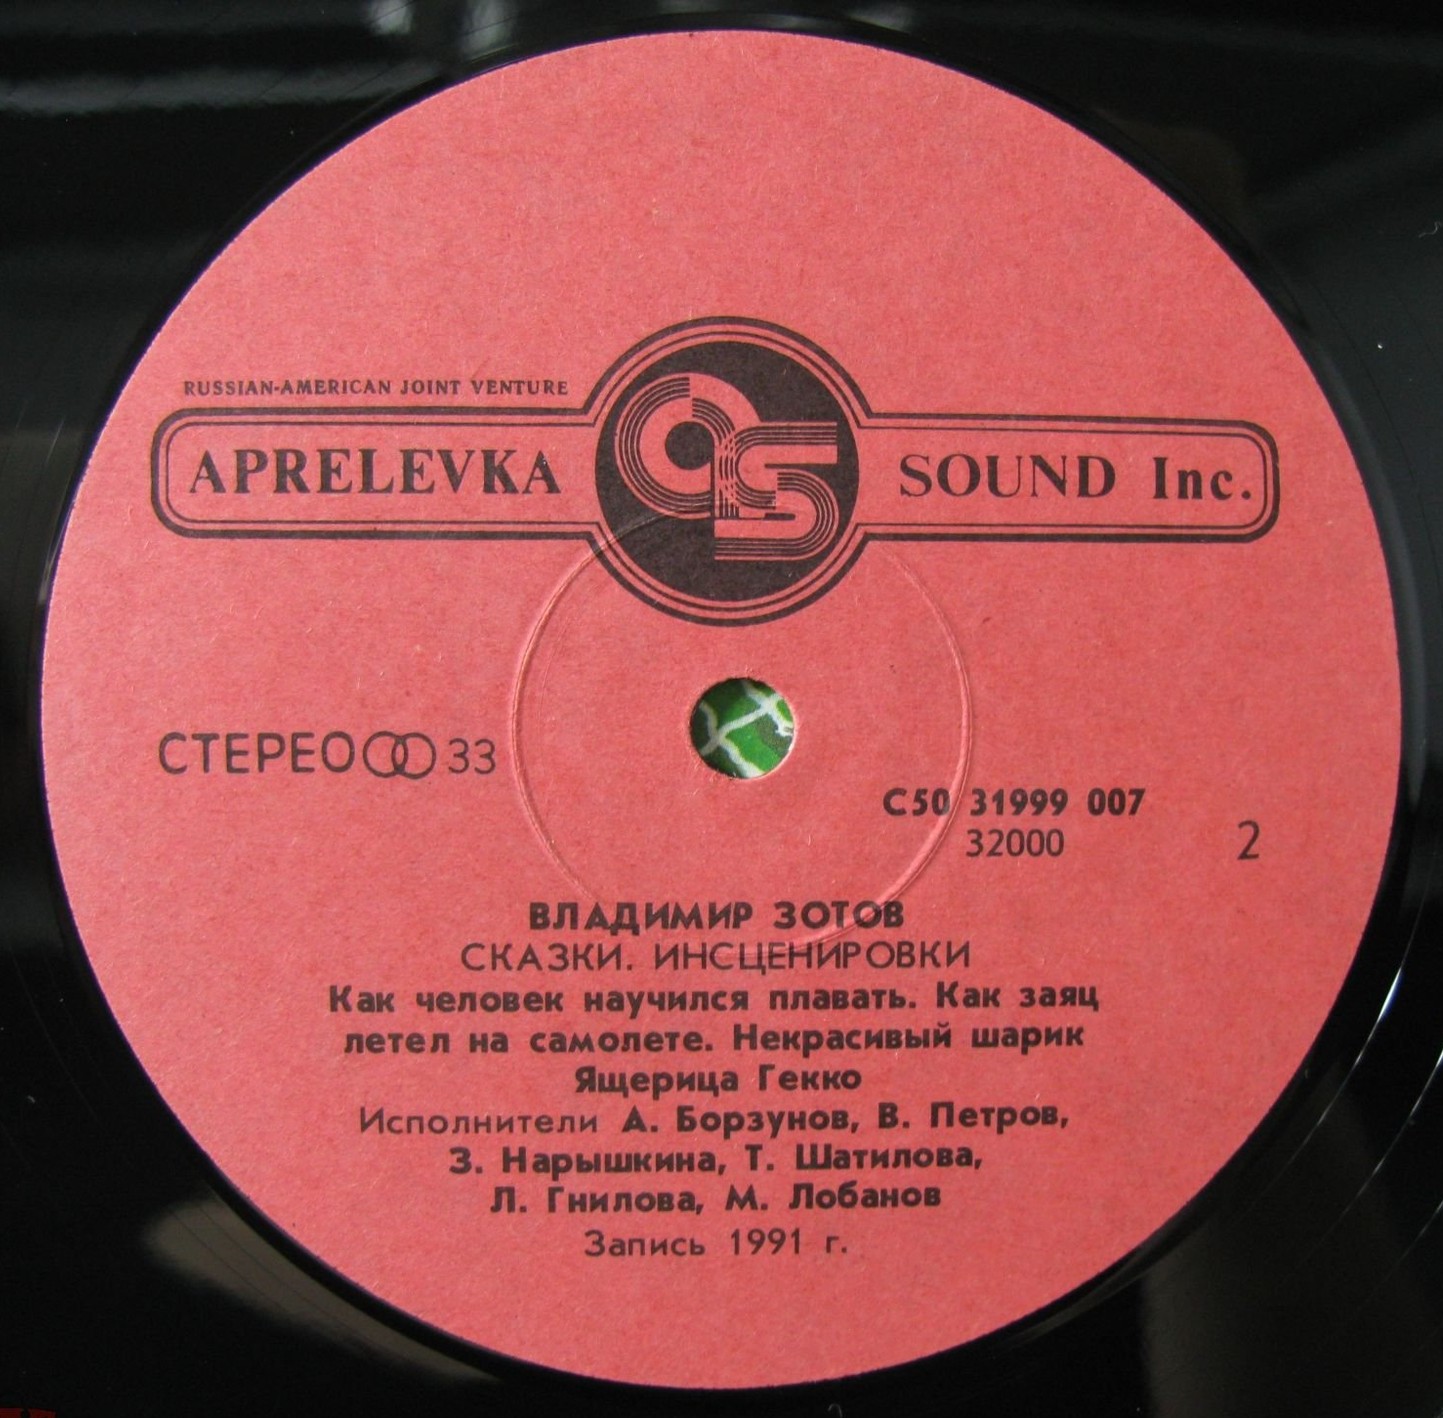 RUSSIAN-AMERICAN JOINT VENTURE
APRELEVKA SOUND Inc.
СТЕРЕО 33
С50 31999 007
32000
2
ВЛАДИМИР ЗОТОВ
СКАЗКИ. ИНСЦЕНИРОВКИ
Как человек научился плавать. Как заяц
летел на самолете. Некрасивый шарик
Ящерица Гекко
Исполнители А. Борзунов, В. Петров,
З. Нарышкина, Т. Шатилова,
Л. Гнилова, М. Лобанов
Запись 1991 г.